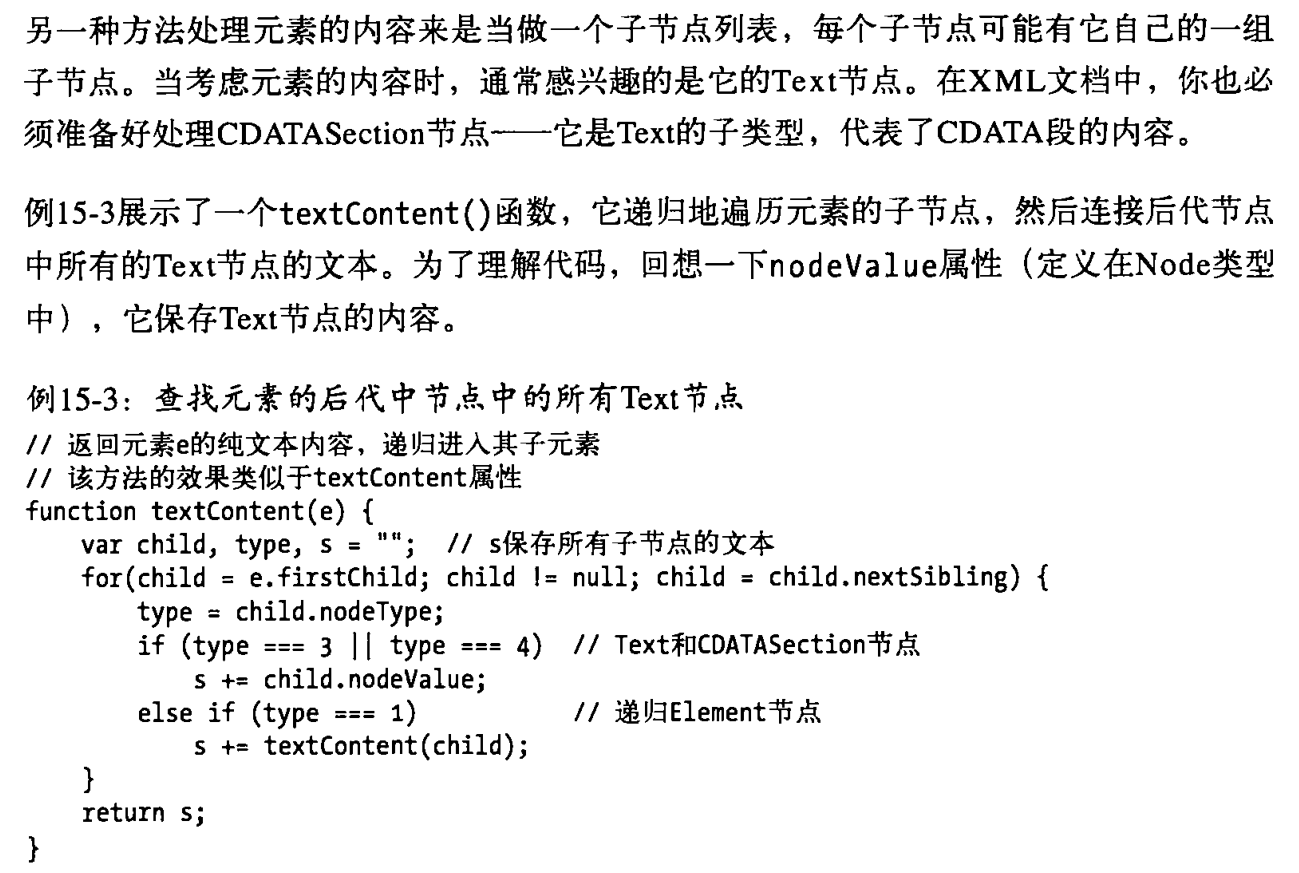 另一种方法处理元素的内容来是当做一个子节点列表，每个子节点可能有它自己的一组
子节点。当考虑元素的内容时，通常感兴趣的是它的Text节点。在XML文档中，你也必
须准备好处理CDATASection节点——它是Text的子类型，代表了CDATA段的内容。
例15-3展示了一个textContent()函数，它递归地遍历元素的子节点，然后连接后代节点
中所有的Text节点的文本。为了理解代码，回想一下nodeValue属性（定义在Node类型
中），它保存Text节点的内容。
例15-3：查找元素的后代中节点中的所有Text节点
// 返回元素e的纯文本内容，递归进入其子元素
// 该方法的效果类似于textContent属性
function textContent(e) {
    var child, type, s = "";  // s保存所有子节点的文本
    for(child = e.firstChild; child != null; child = child.nextSibling) {
        type = child.nodeType;
        if (type === 3 || type === 4)  // Text和CDATASection节点
            s += child.nodeValue;
        else if (type === 1)           // 递归Element节点
            s += textContent(child);
    }
    return s;
}